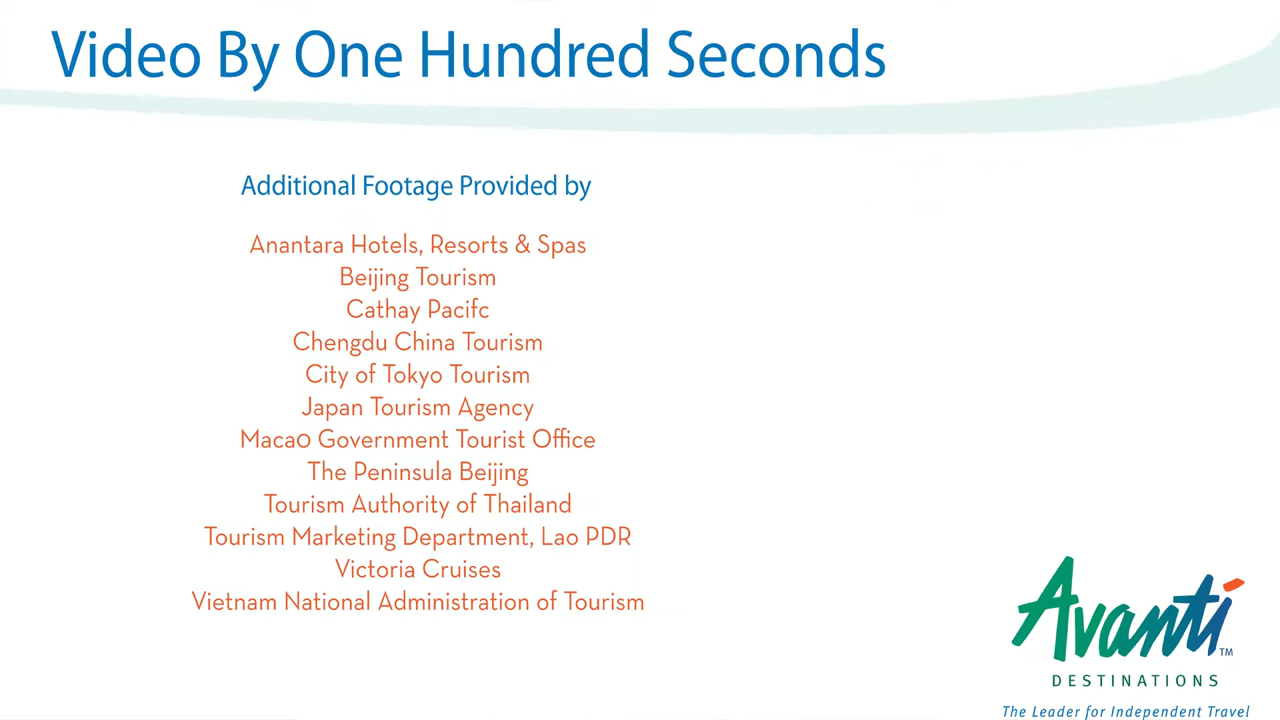 Video By One Hundred Seconds
Additional Footage Provided by
Anantara Hotels, Resorts & Spas
Beijing Tourism
Cathay Pacifc
Chengdu China Tourism
City of Tokyo Tourism
Japan Tourism Agency
Macao Government Tourist Office
The Peninsula Beijing
Tourism Authority of Thailand
Tourism Marketing Department, Lao PDR
Victoria Cruises
Vietnam National Administration of Tourism
Avanti™
DESTINATIONS
The Leader for Independent Travel